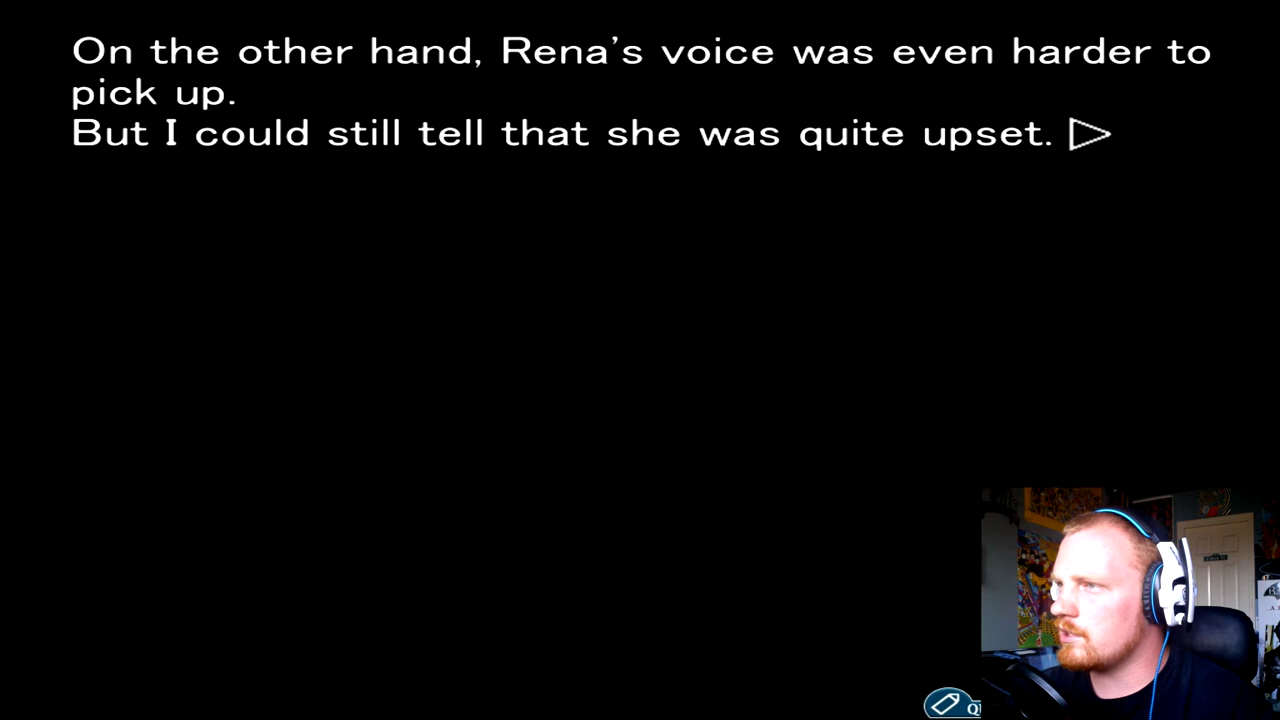 On the other hand, Rena's voice was even harder to
pick up.
But I could still tell that she was quite upset.